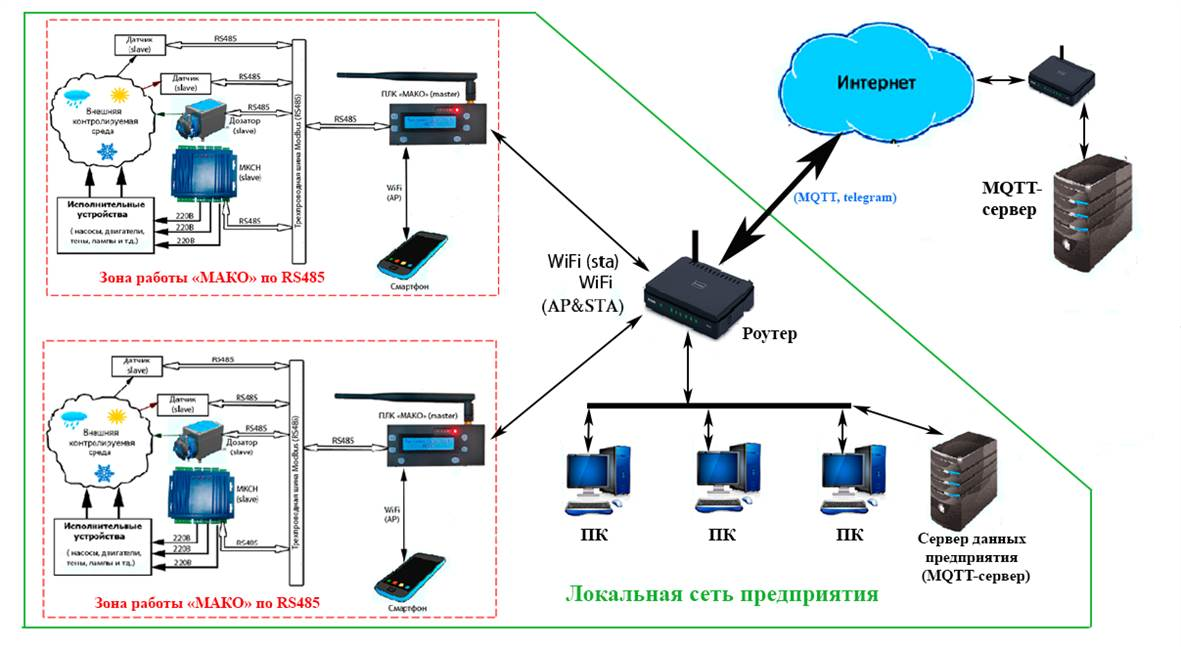 Датчик
(slave)
RS485
Датчик
(slave)
RS485
Внешняя
контролируемая
среда
RS485
Дозатор
(slave)
МКСН
(slave)
Исполнительные
устройства
( насосы, двигатели,
тены, лампы и т.д.)
220В
220В
220В
RS485
Трехпроводная шина Modbus (RS485)
RS485
ПЛК «МАКО» (master)
WiFi
(AP)
Смартфон
Зона работы «МАКО» по RS485
Датчик
slave)
RS485
Датчик
(slave)
RS485
Внешняя
контролируемая
среда
RS485
Дозатор
(slave)
МКСН
(slave)
Исполнительные
устройства
( насосы, двигатели,
тены, лампы и т.д.)
220В
220В
220В
RS485
Трехпроводная шина Modbus (RS485)
RS485
ПЛК «МАКО» (master)
WiFi
(AP)
Смартфон
Зона работы «МАКО» по RS485
Интернет
(MQTT, telegram)
MQTT-
сервер
WiFi (sta)
WiFi
(AP&STA)
Роутер
ПК
ПК
ПК
Сервер данных
предприятия
(MQTT-сервер)
Локальная сеть предприятия